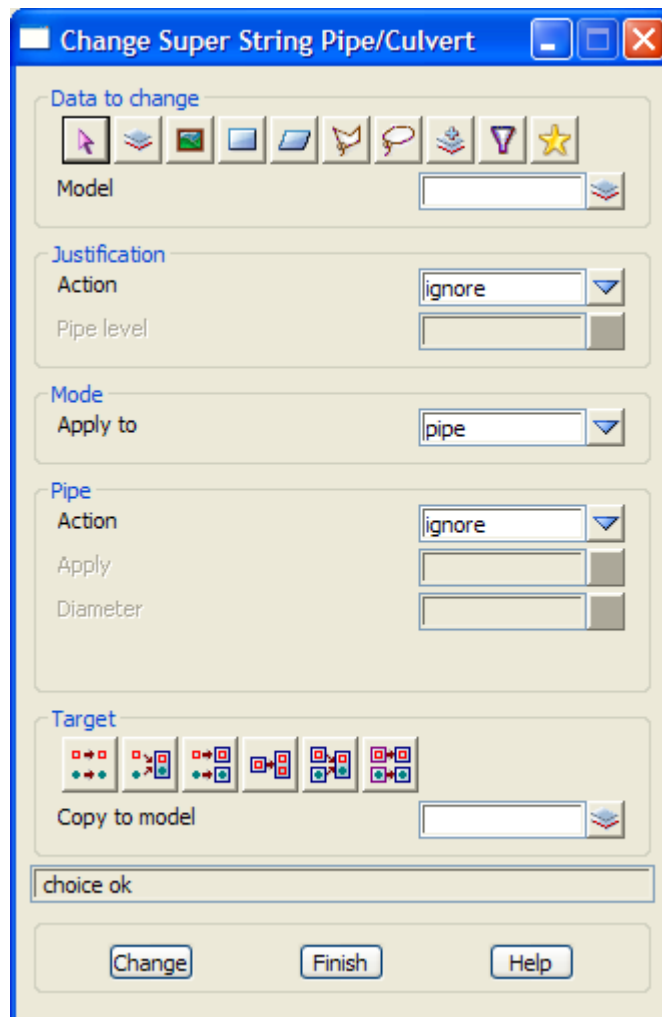 Change Super String Pipe/Culvert
Data to change
Model
Justification
Action ignore
Pipe level
Mode
Apply to pipe
Pipe
Action ignore
Apply
Diameter
Target
Copy to model
choice ok
Change Finish Help